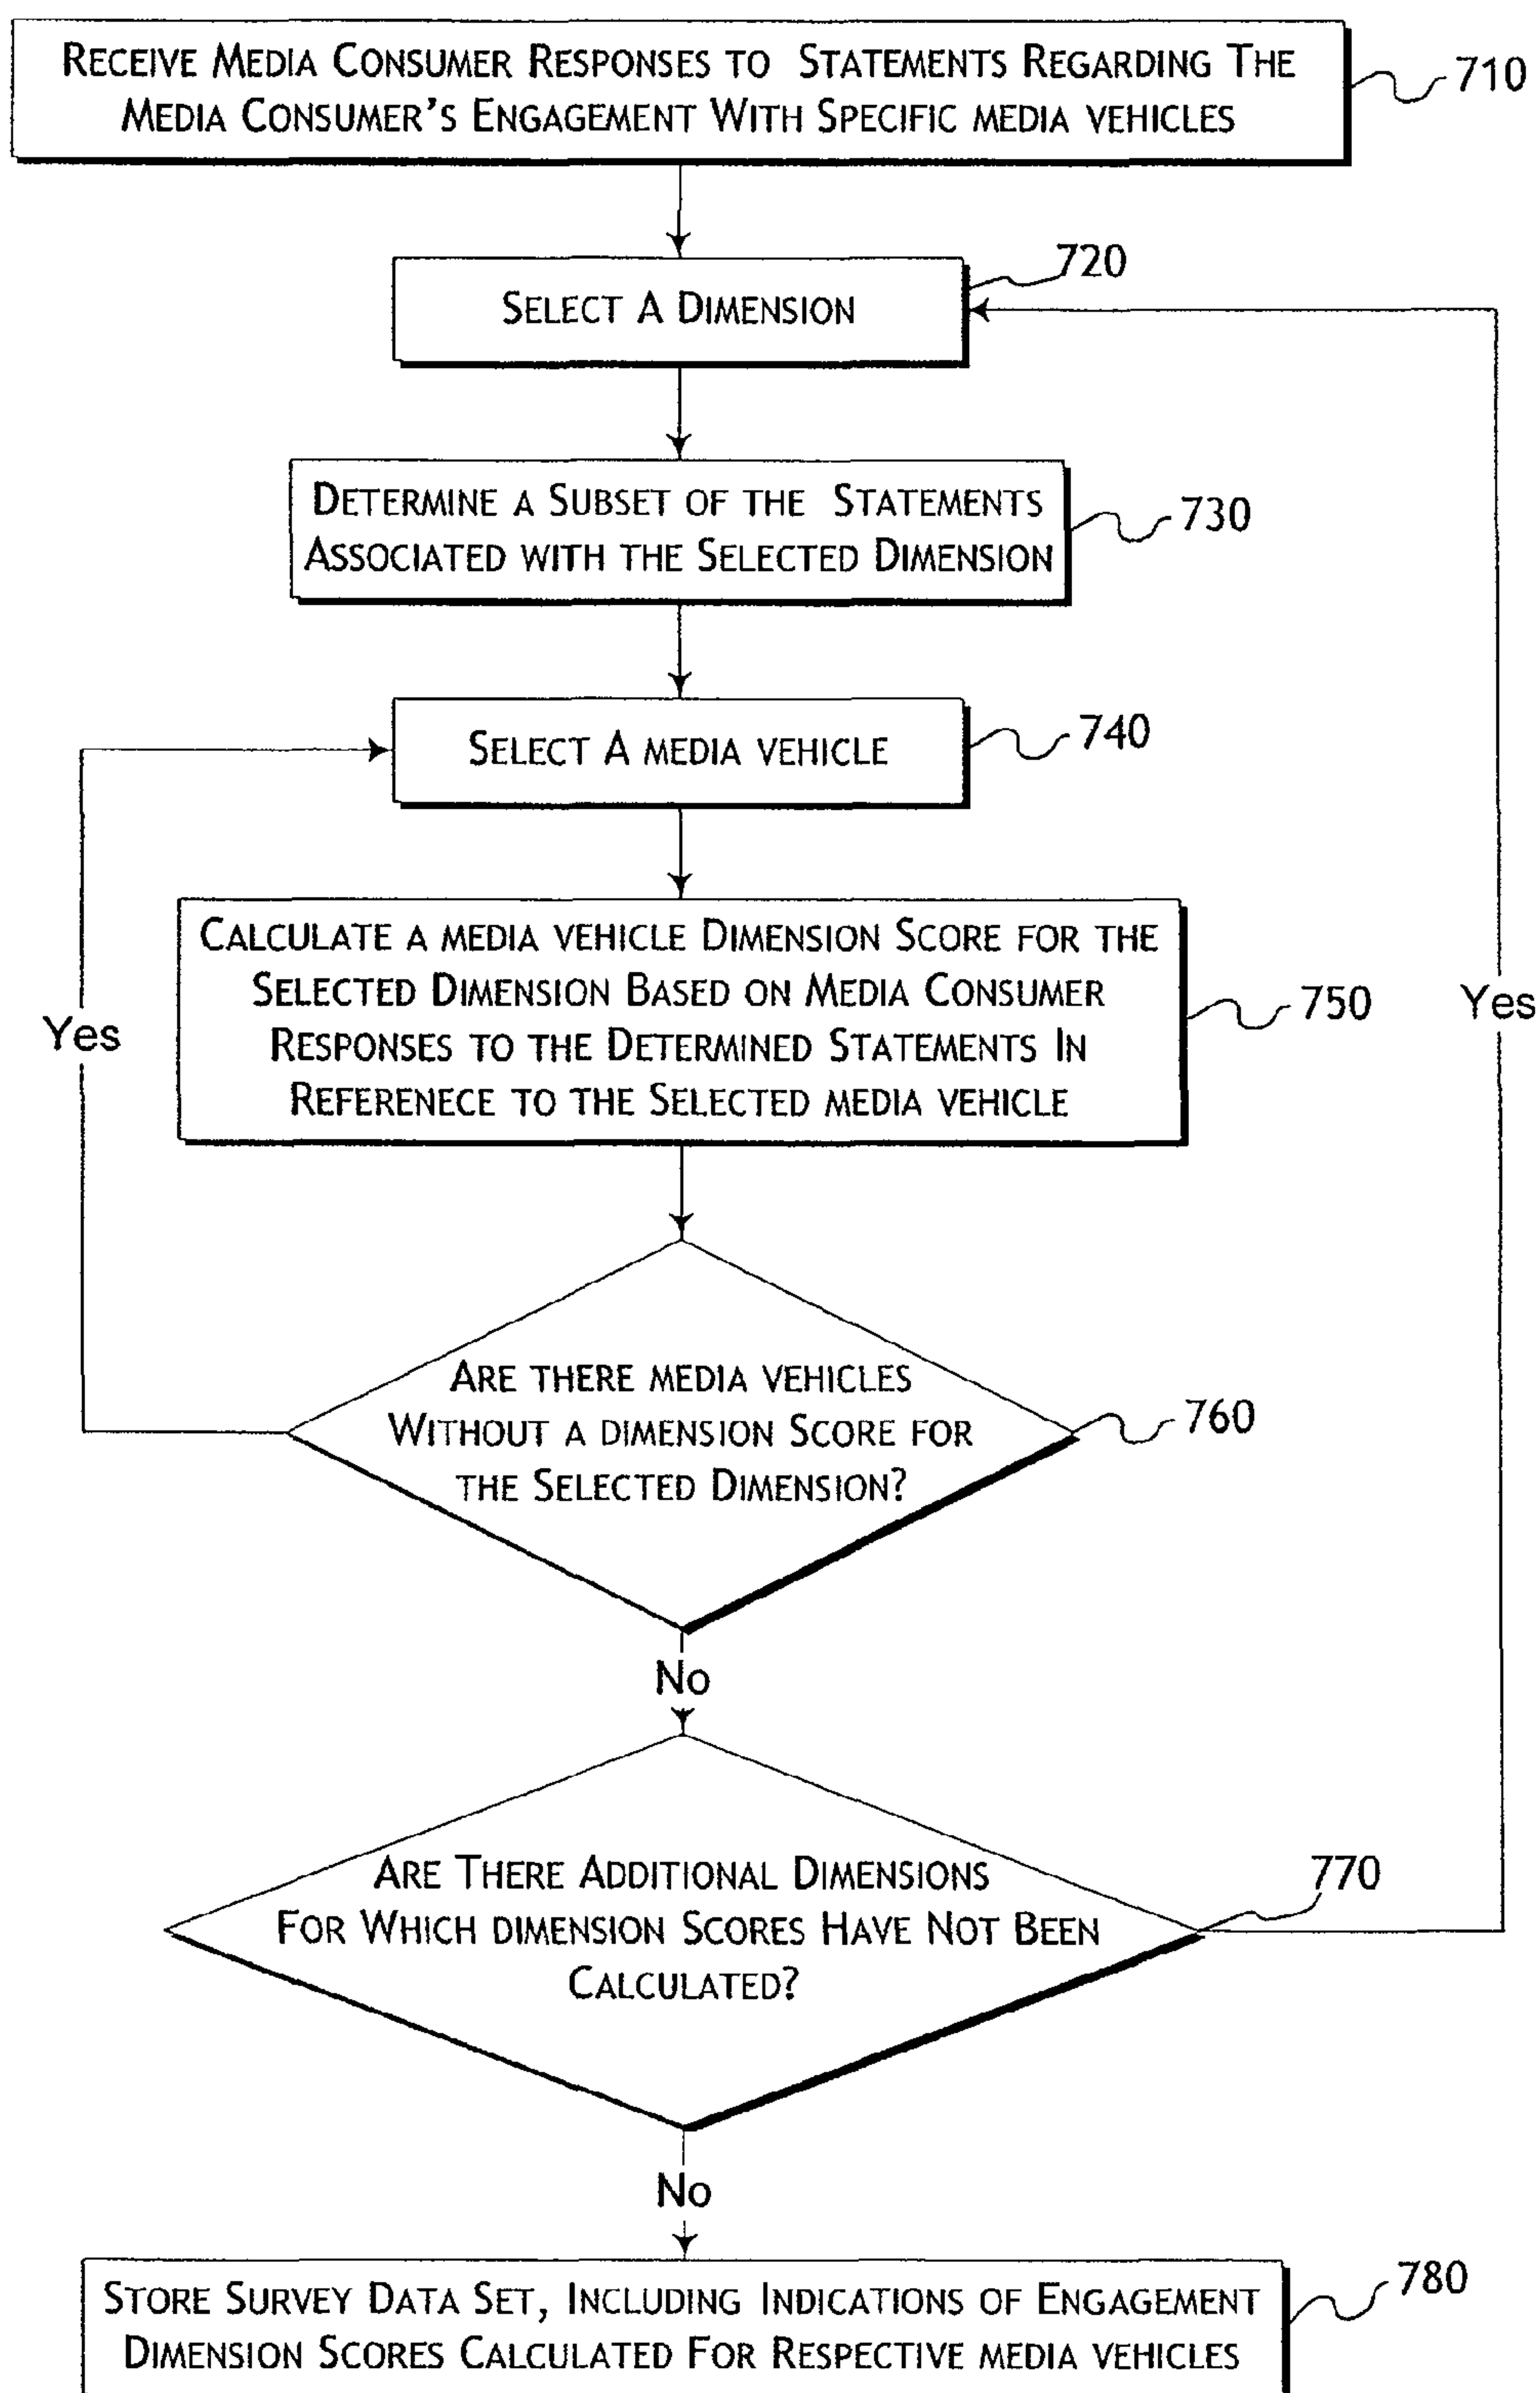 RECEIVE MEDIA CONSUMER RESPONSES TO STATEMENTS REGARDING THE
MEDIA CONSUMER'S ENGAGEMENT WITH SPECIFIC MEDIA VEHICLES
710
720
SELECT A DIMENSION
DETERMINE A SUBSET OF THE STATEMENTS
ASSOCIATED WITH THE SELECTED DIMENSION
730
SELECT A MEDIA VEHICLE
740
CALCULATE A MEDIA VEHICLE DIMENSION SCORE FOR THE
SELECTED DIMENSION BASED ON MEDIA CONSUMER
RESPONSES TO THE DETERMINED STATEMENTS IN
REFERENECE TO THE SELECTED MEDIA VEHICLE
750
Yes
Yes
ARE THERE MEDIA VEHICLES
WITHOUT A DIMENSION SCORE FOR
THE SELECTED DIMENSION?
760
No
ARE THERE ADDITIONAL DIMENSIONS
FOR WHICH DIMENSION SCORES HAVE NOT BEEN
CALCULATED?
770
No
STORE SURVEY DATA SET, INCLUDING INDICATIONS OF ENGAGEMENT
DIMENSION SCORES CALCULATED FOR RESPECTIVE MEDIA VEHICLES
780